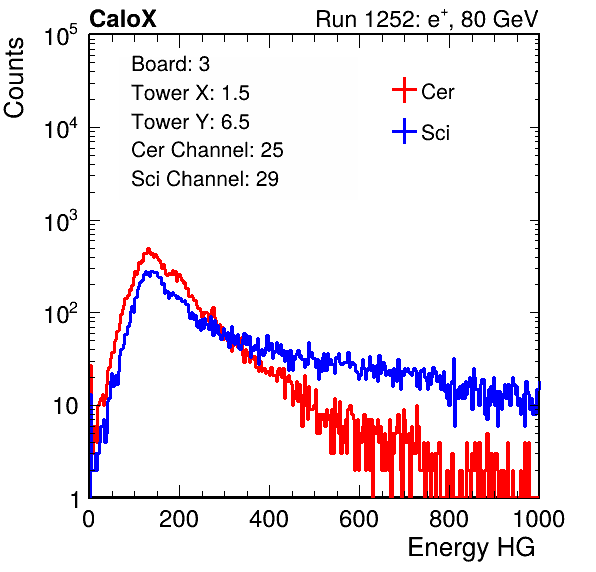 CaloX Run 1252: e⁺, 80 GeV
Counts
10⁵
10⁴
10³
10²
10
1
Board: 3
Tower X: 1.5
Tower Y: 6.5
Cer Channel: 25
Sci Channel: 29
Cer
Sci
0 200 400 600 800 1000
Energy HG